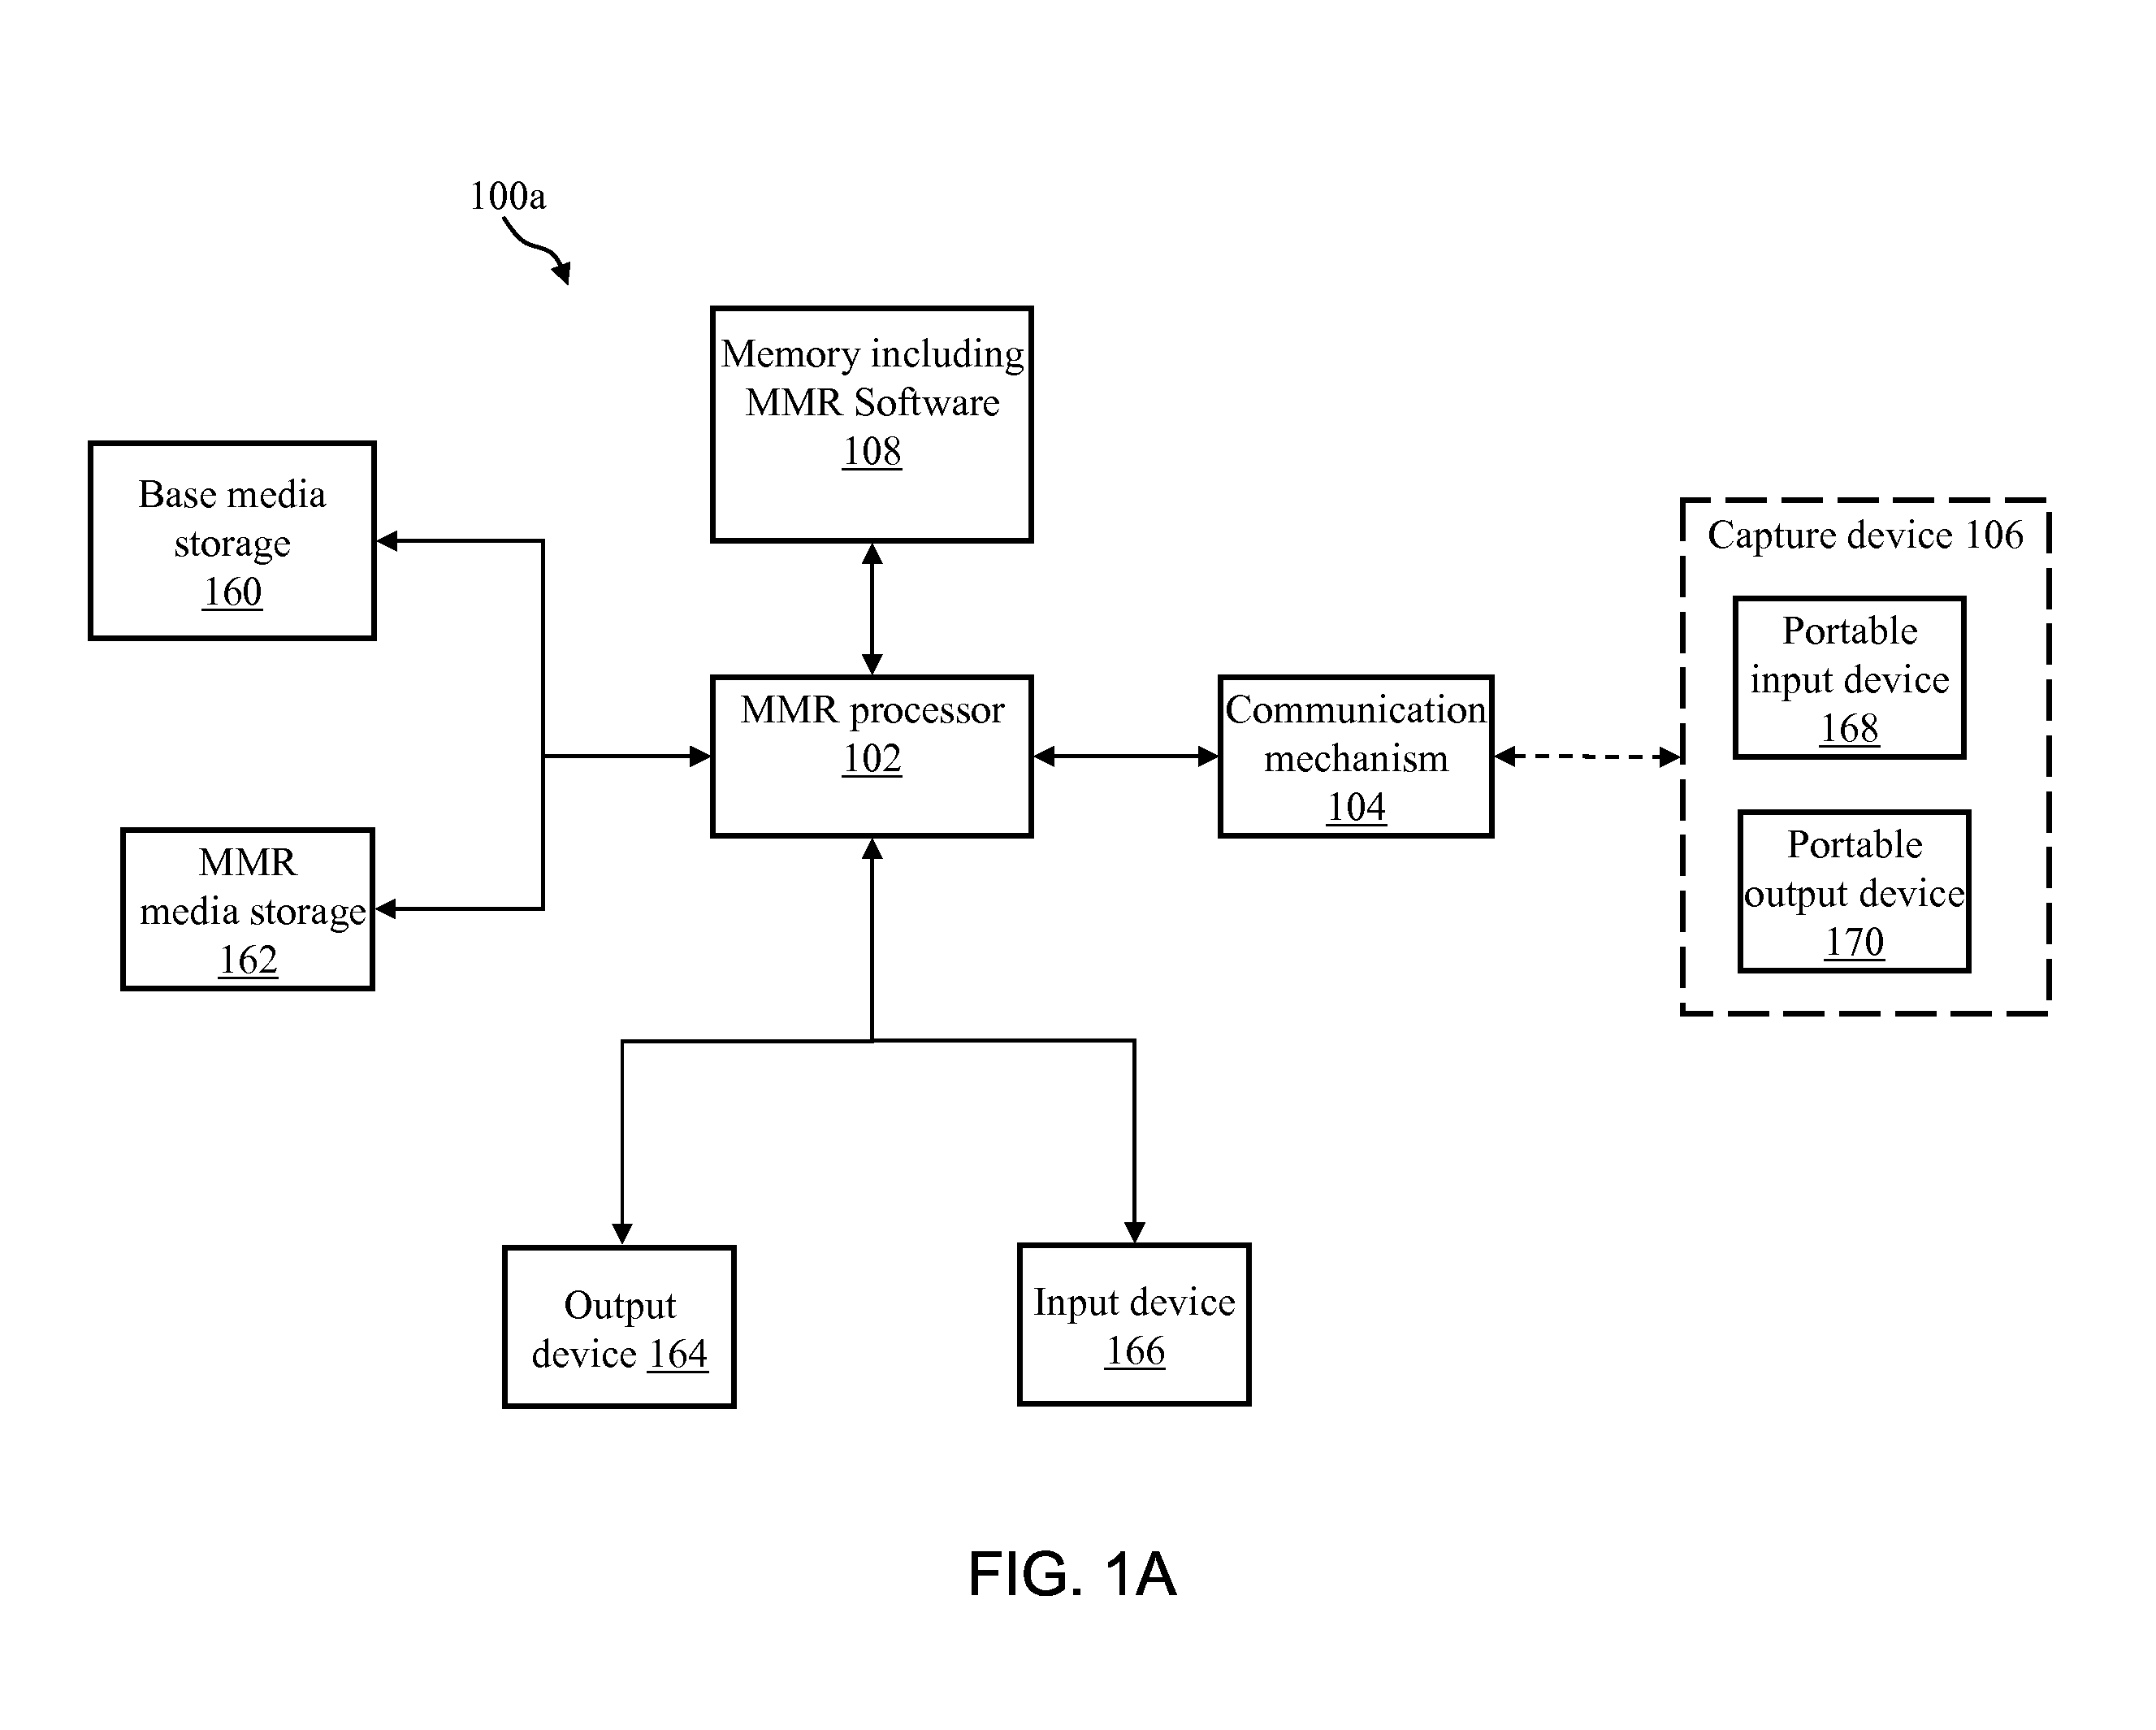 100a
Memory including
MMR Software
108
Base media
storage
160
MMR processor
102
Communication
mechanism
104
Capture device 106
Portable
input device
168
Portable
output device
170
MMR
media storage
162
Output
device 164
Input device
166
FIG. 1A